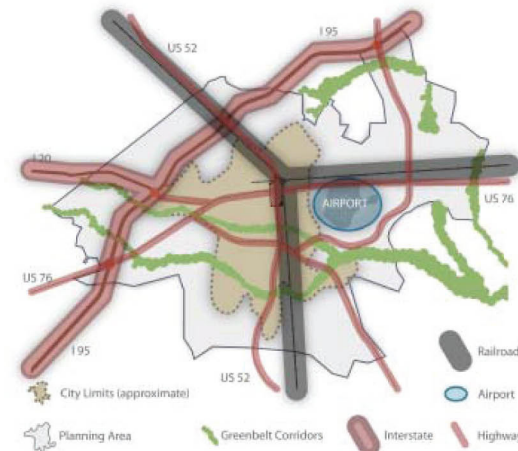 US 52
I 95
I 20
AIRPORT
US 76
US 76
I 95
US 52
Railroad
City Limits (approximate)
Airport
Planning Area
Greenbelt Corridors
Interstate
Highway